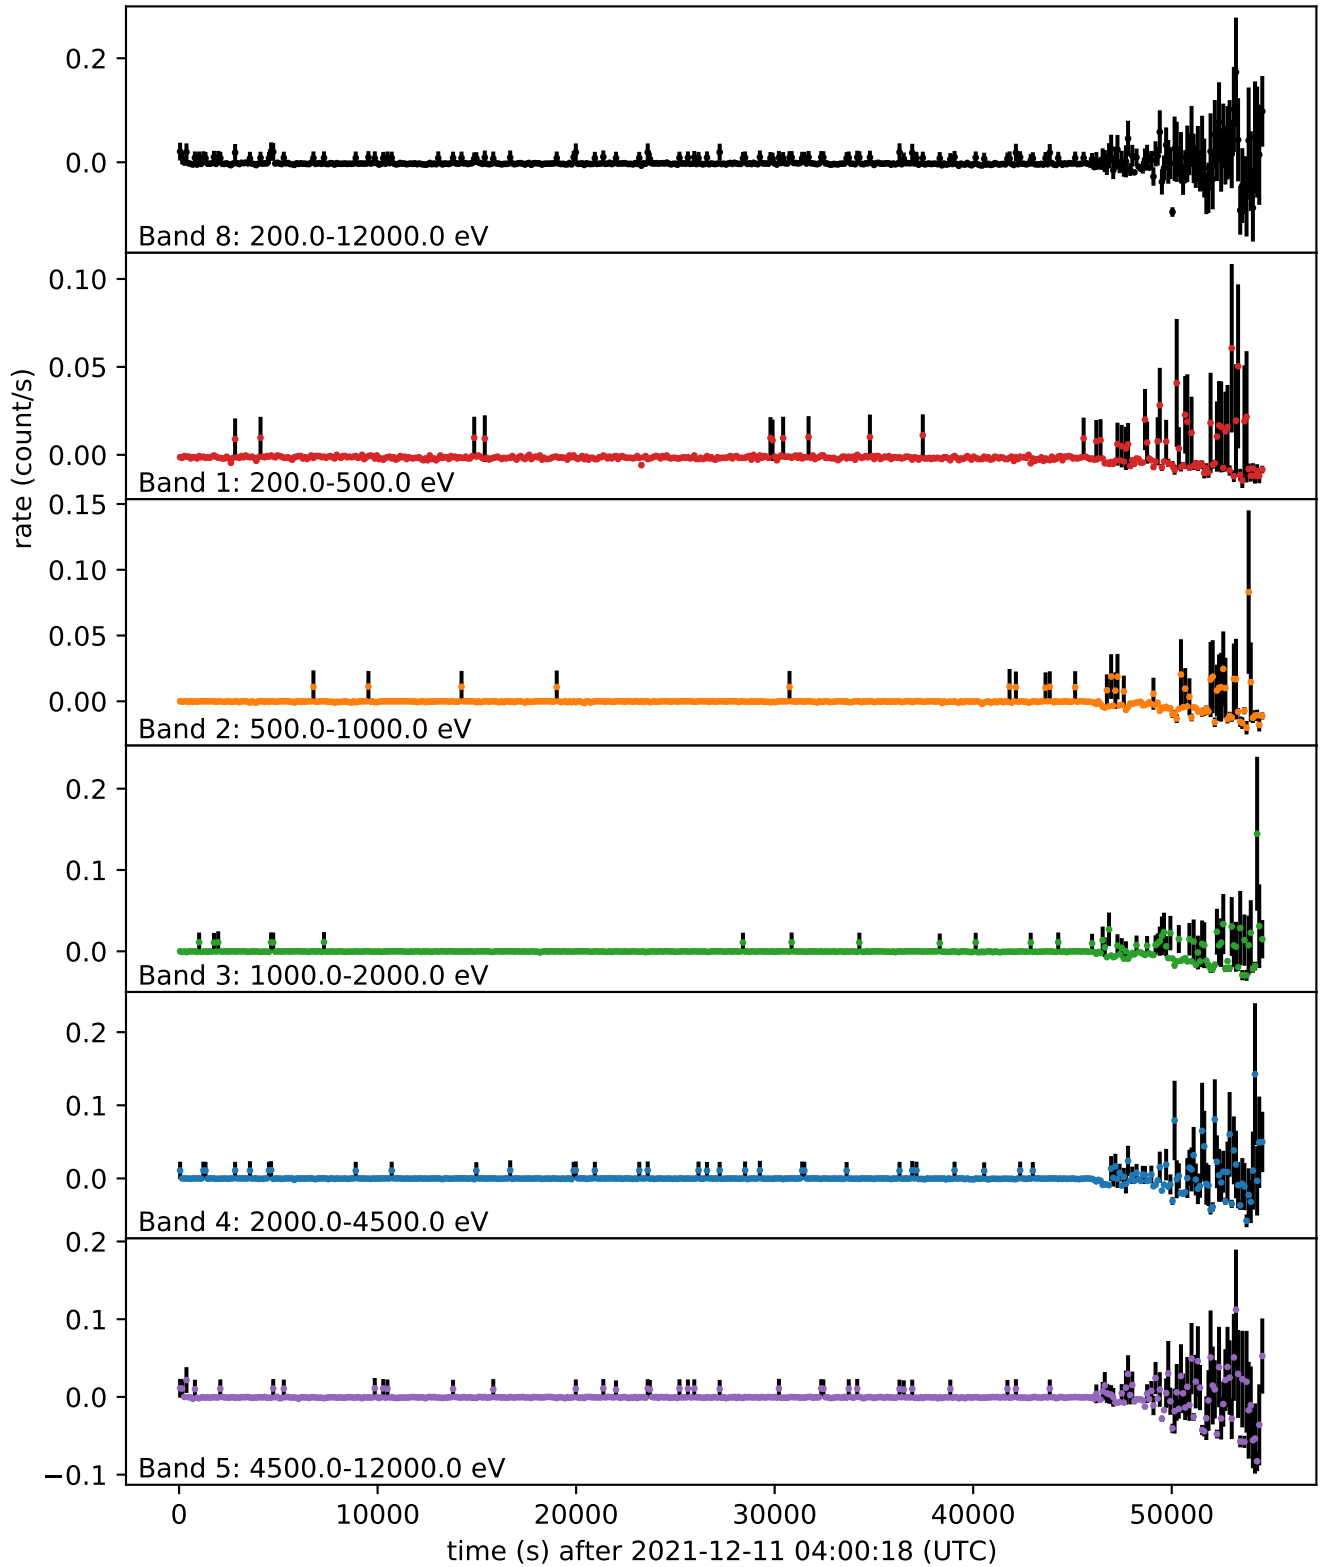 0.2
0.0
Band 8: 200.0-12000.0 eV
0.10
0.05
0.00
Band 1: 200.0-500.0 eV
rate (count/s)
0.15
0.10
0.05
0.00
Band 2: 500.0-1000.0 eV
0.2
0.1
0.0
Band 3: 1000.0-2000.0 eV
0.2
0.1
0.0
Band 4: 2000.0-4500.0 eV
0.2
0.1
0.0
−0.1
Band 5: 4500.0-12000.0 eV
0 10000 20000 30000 40000 50000
time (s) after 2021-12-11 04:00:18 (UTC)